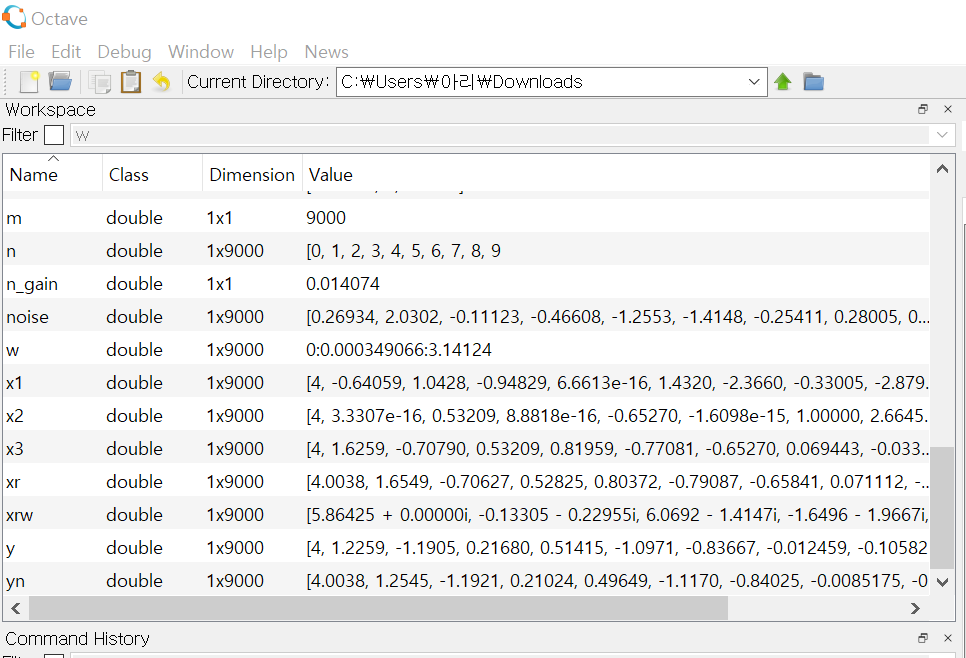 Octave
File Edit Debug Window Help News
Current Directory: C:₩Users₩아리₩Downloads
Workspace
Filter W
Name Class Dimension Value
m double 1x1 9000
n double 1x9000 [0, 1, 2, 3, 4, 5, 6, 7, 8, 9
n_gain double 1x1 0.014074
noise double 1x9000 [0.26934, 2.0302, -0.11123, -0.46608, -1.2553, -1.4148, -0.25411, 0.28005, 0...
w double 1x9000 0:0.000349066:3.14124
x1 double 1x9000 [4, -0.64059, 1.0428, -0.94829, 6.6613e-16, 1.4320, -2.3660, -0.33005, -2.879.
x2 double 1x9000 [4, 3.3307e-16, 0.53209, 8.8818e-16, -0.65270, -1.6098e-15, 1.00000, 2.6645.
x3 double 1x9000 [4, 1.6259, -0.70790, 0.53209, 0.81959, -0.77081, -0.65270, 0.069443, -0.033..
xr double 1x9000 [4.0038, 1.6549, -0.70627, 0.52825, 0.80372, -0.79087, -0.65841, 0.071112, -..
xrw double 1x9000 [5.86425 + 0.00000i, -0.13305 - 0.22955i, 6.0692 - 1.4147i, -1.6496 - 1.9667i,
y double 1x9000 [4, 1.2259, -1.1905, 0.21680, 0.51415, -1.0971, -0.83667, -0.012459, -0.10582
yn double 1x9000 [4.0038, 1.2545, -1.1921, 0.21024, 0.49649, -1.1170, -0.84025, -0.0085175, -0
Command History